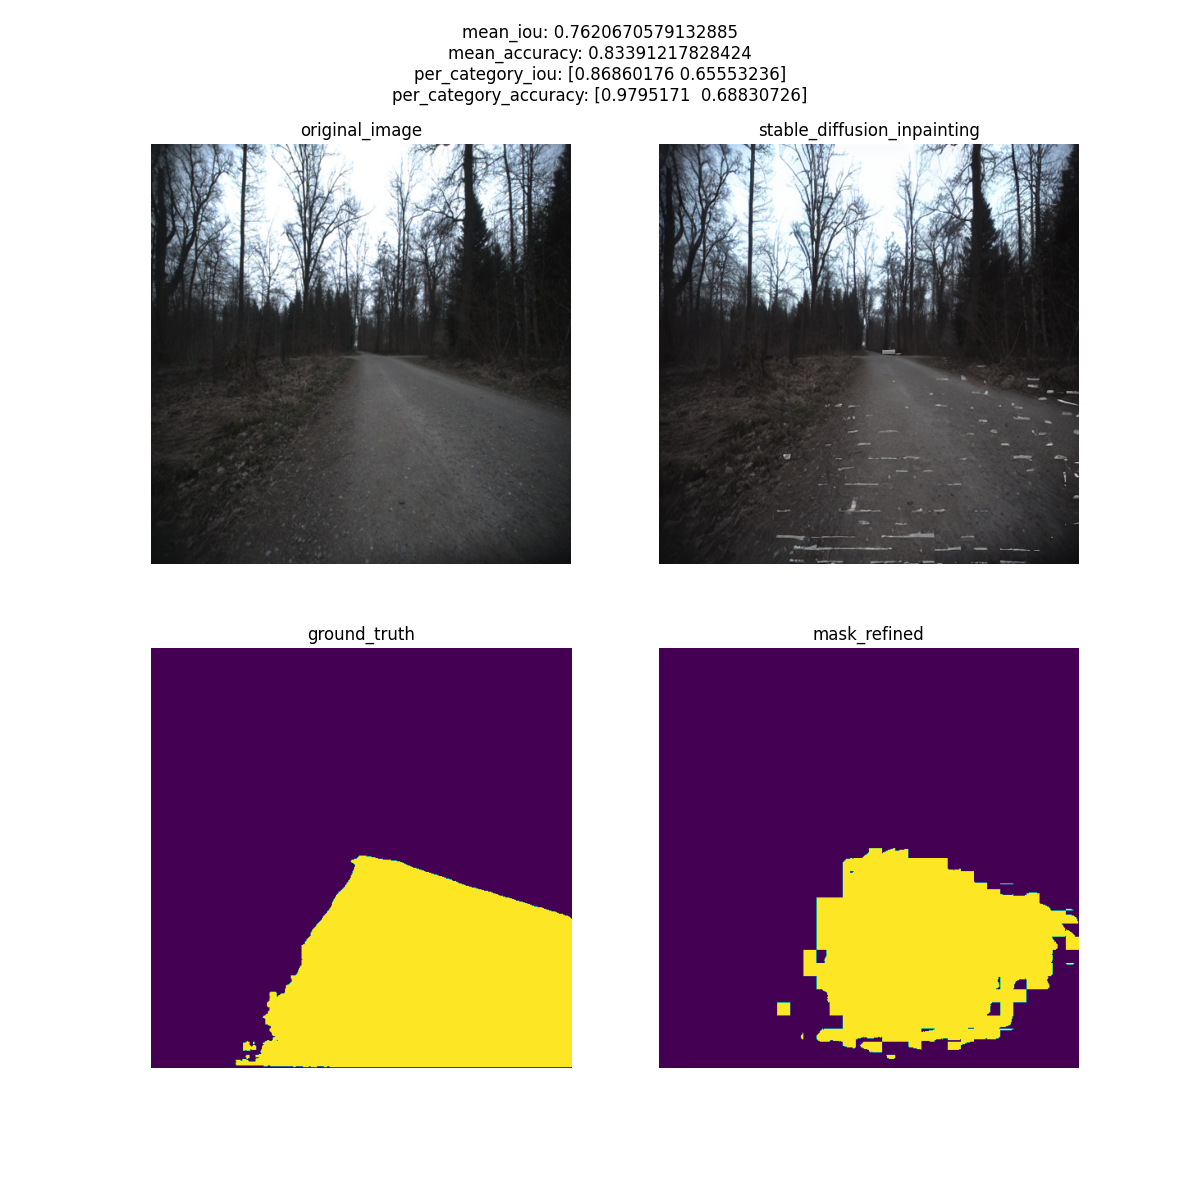 mean_iou: 0.7620670579132885
mean_accuracy: 0.83391217828424
per_category_iou: [0.86860176 0.65553236]
per_category_accuracy: [0.9795171  0.68830726]
original_image
stable_diffusion_inpainting
ground_truth
mask_refined